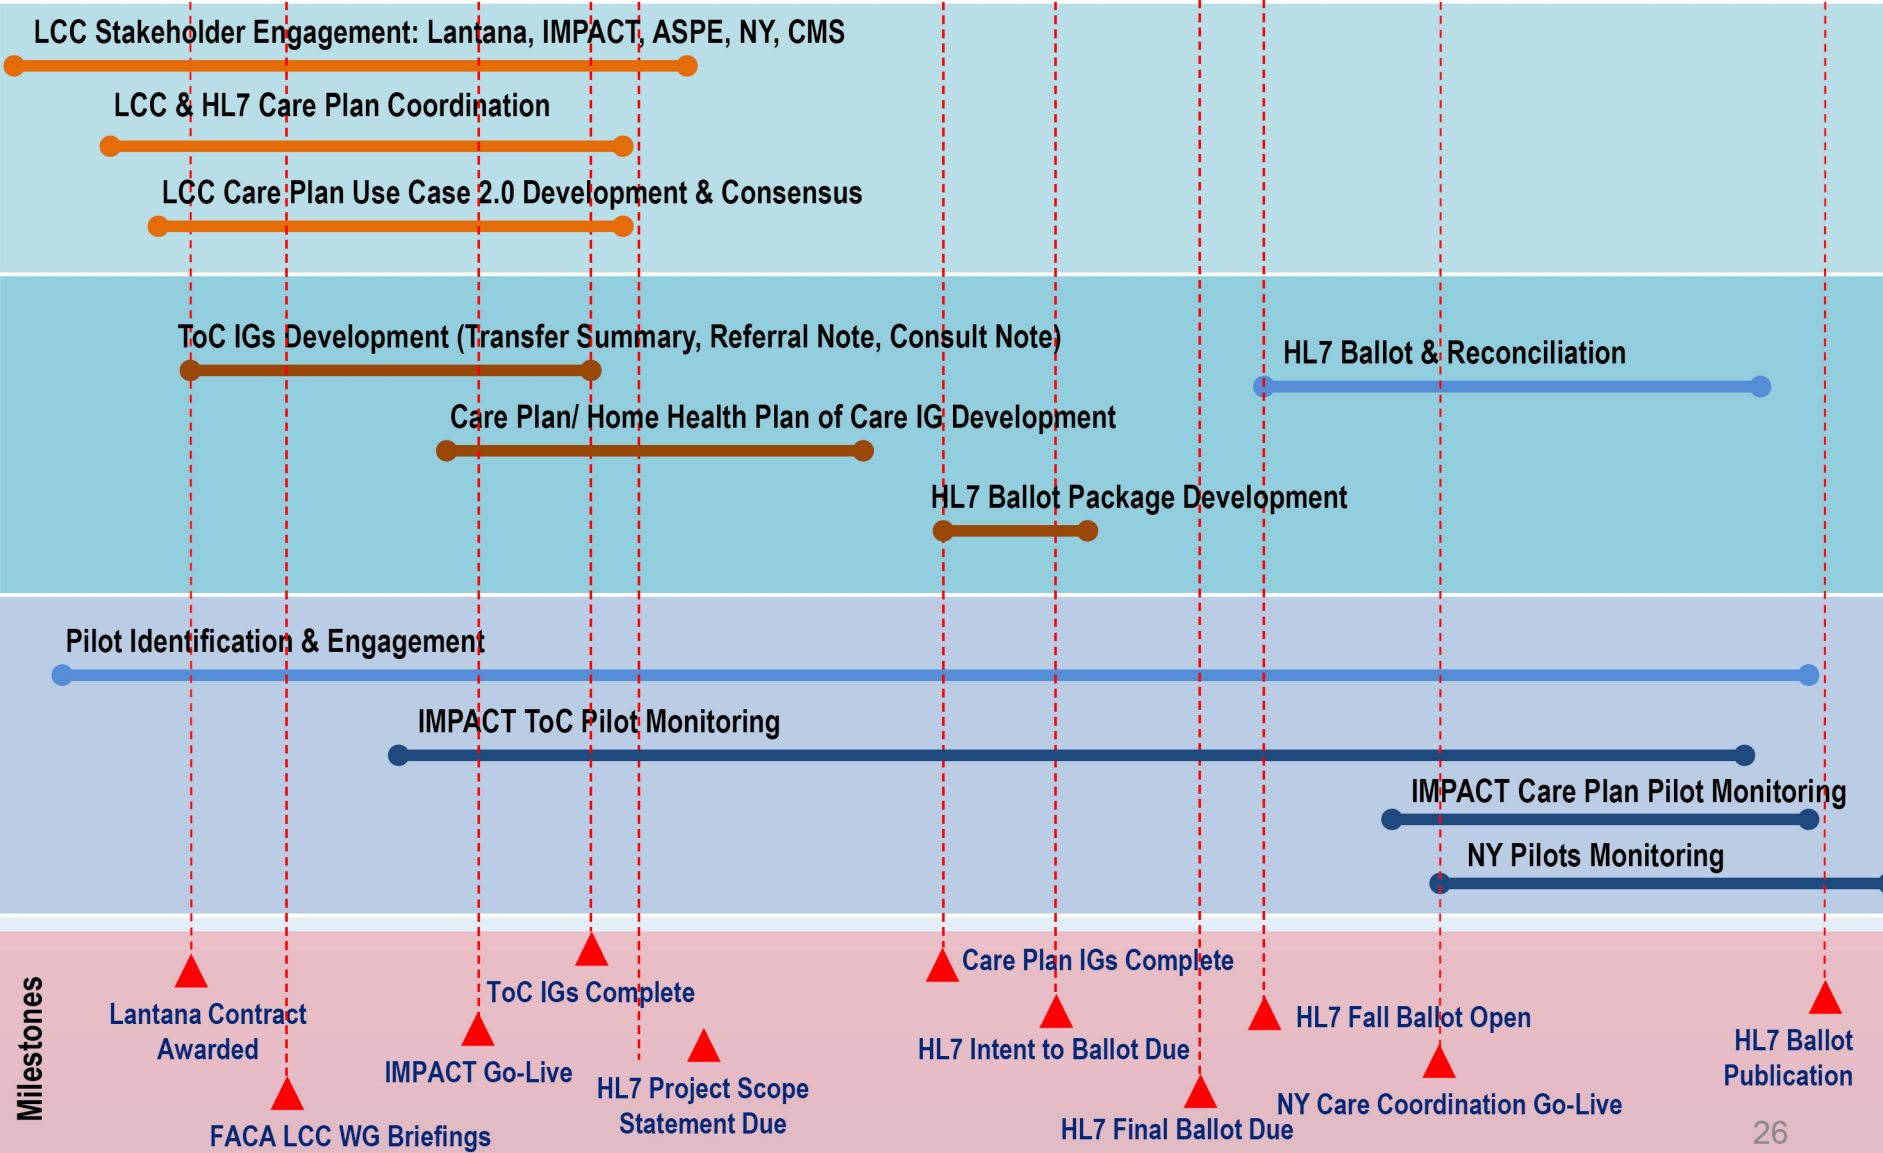 LCC Stakeholder Engagement: Lantana, IMPACT, ASPE, NY, CMS
LCC & HL7 Care Plan Coordination
LCC Care Plan Use Case 2.0 Development & Consensus
ToC IGs Development (Transfer Summary, Referral Note, Consult Note)
HL7 Ballot & Reconciliation
Care Plan/ Home Health Plan of Care IG Development
HL7 Ballot Package Development
Pilot Identification & Engagement
IMPACT ToC Pilot Monitoring
IMPACT Care Plan Pilot Monitoring
NY Pilots Monitoring
Milestones
Lantana Contract
Awarded
FACA LCC WG Briefings
IMPACT Go-Live
ToC IGs Complete
HL7 Project Scope
Statement Due
Care Plan IGs Complete
HL7 Intent to Ballot Due
HL7 Final Ballot Due
HL7 Fall Ballot Open
NY Care Coordination Go-Live
HL7 Ballot
Publication
26